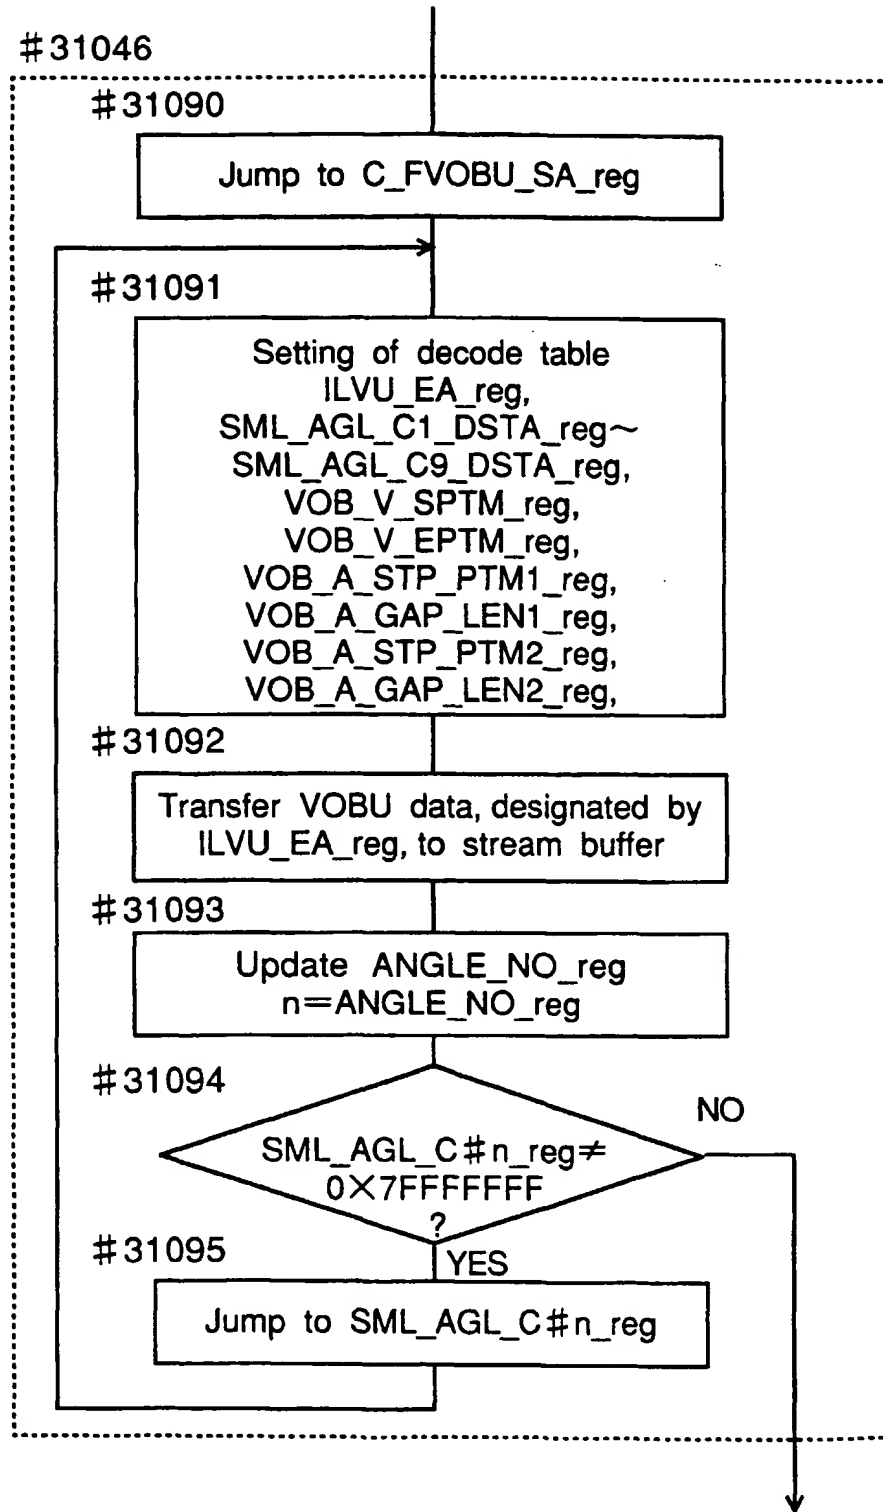 #31046
#31090
Jump to C_FVOBU_SA_reg
#31091
Setting of decode table
ILVU_EA_reg,
SML_AGL_C1_DSTA_reg~
SML_AGL_C9_DSTA_reg,
VOB_V_SPTM_reg,
VOB_V_EPTM_reg,
VOB_A_STP_PTM1_reg,
VOB_A_GAP_LEN1_reg,
VOB_A_STP_PTM2_reg,
VOB_A_GAP_LEN2_reg,
#31092
Transfer VOBU data, designated by
ILVU_EA_reg, to stream buffer
#31093
Update ANGLE_NO_reg
n=ANGLE_NO_reg
#31094
NO
SML_AGL_C#n_reg≠
0×7FFFFFFF
?
#31095
YES
Jump to SML_AGL_C#n_reg